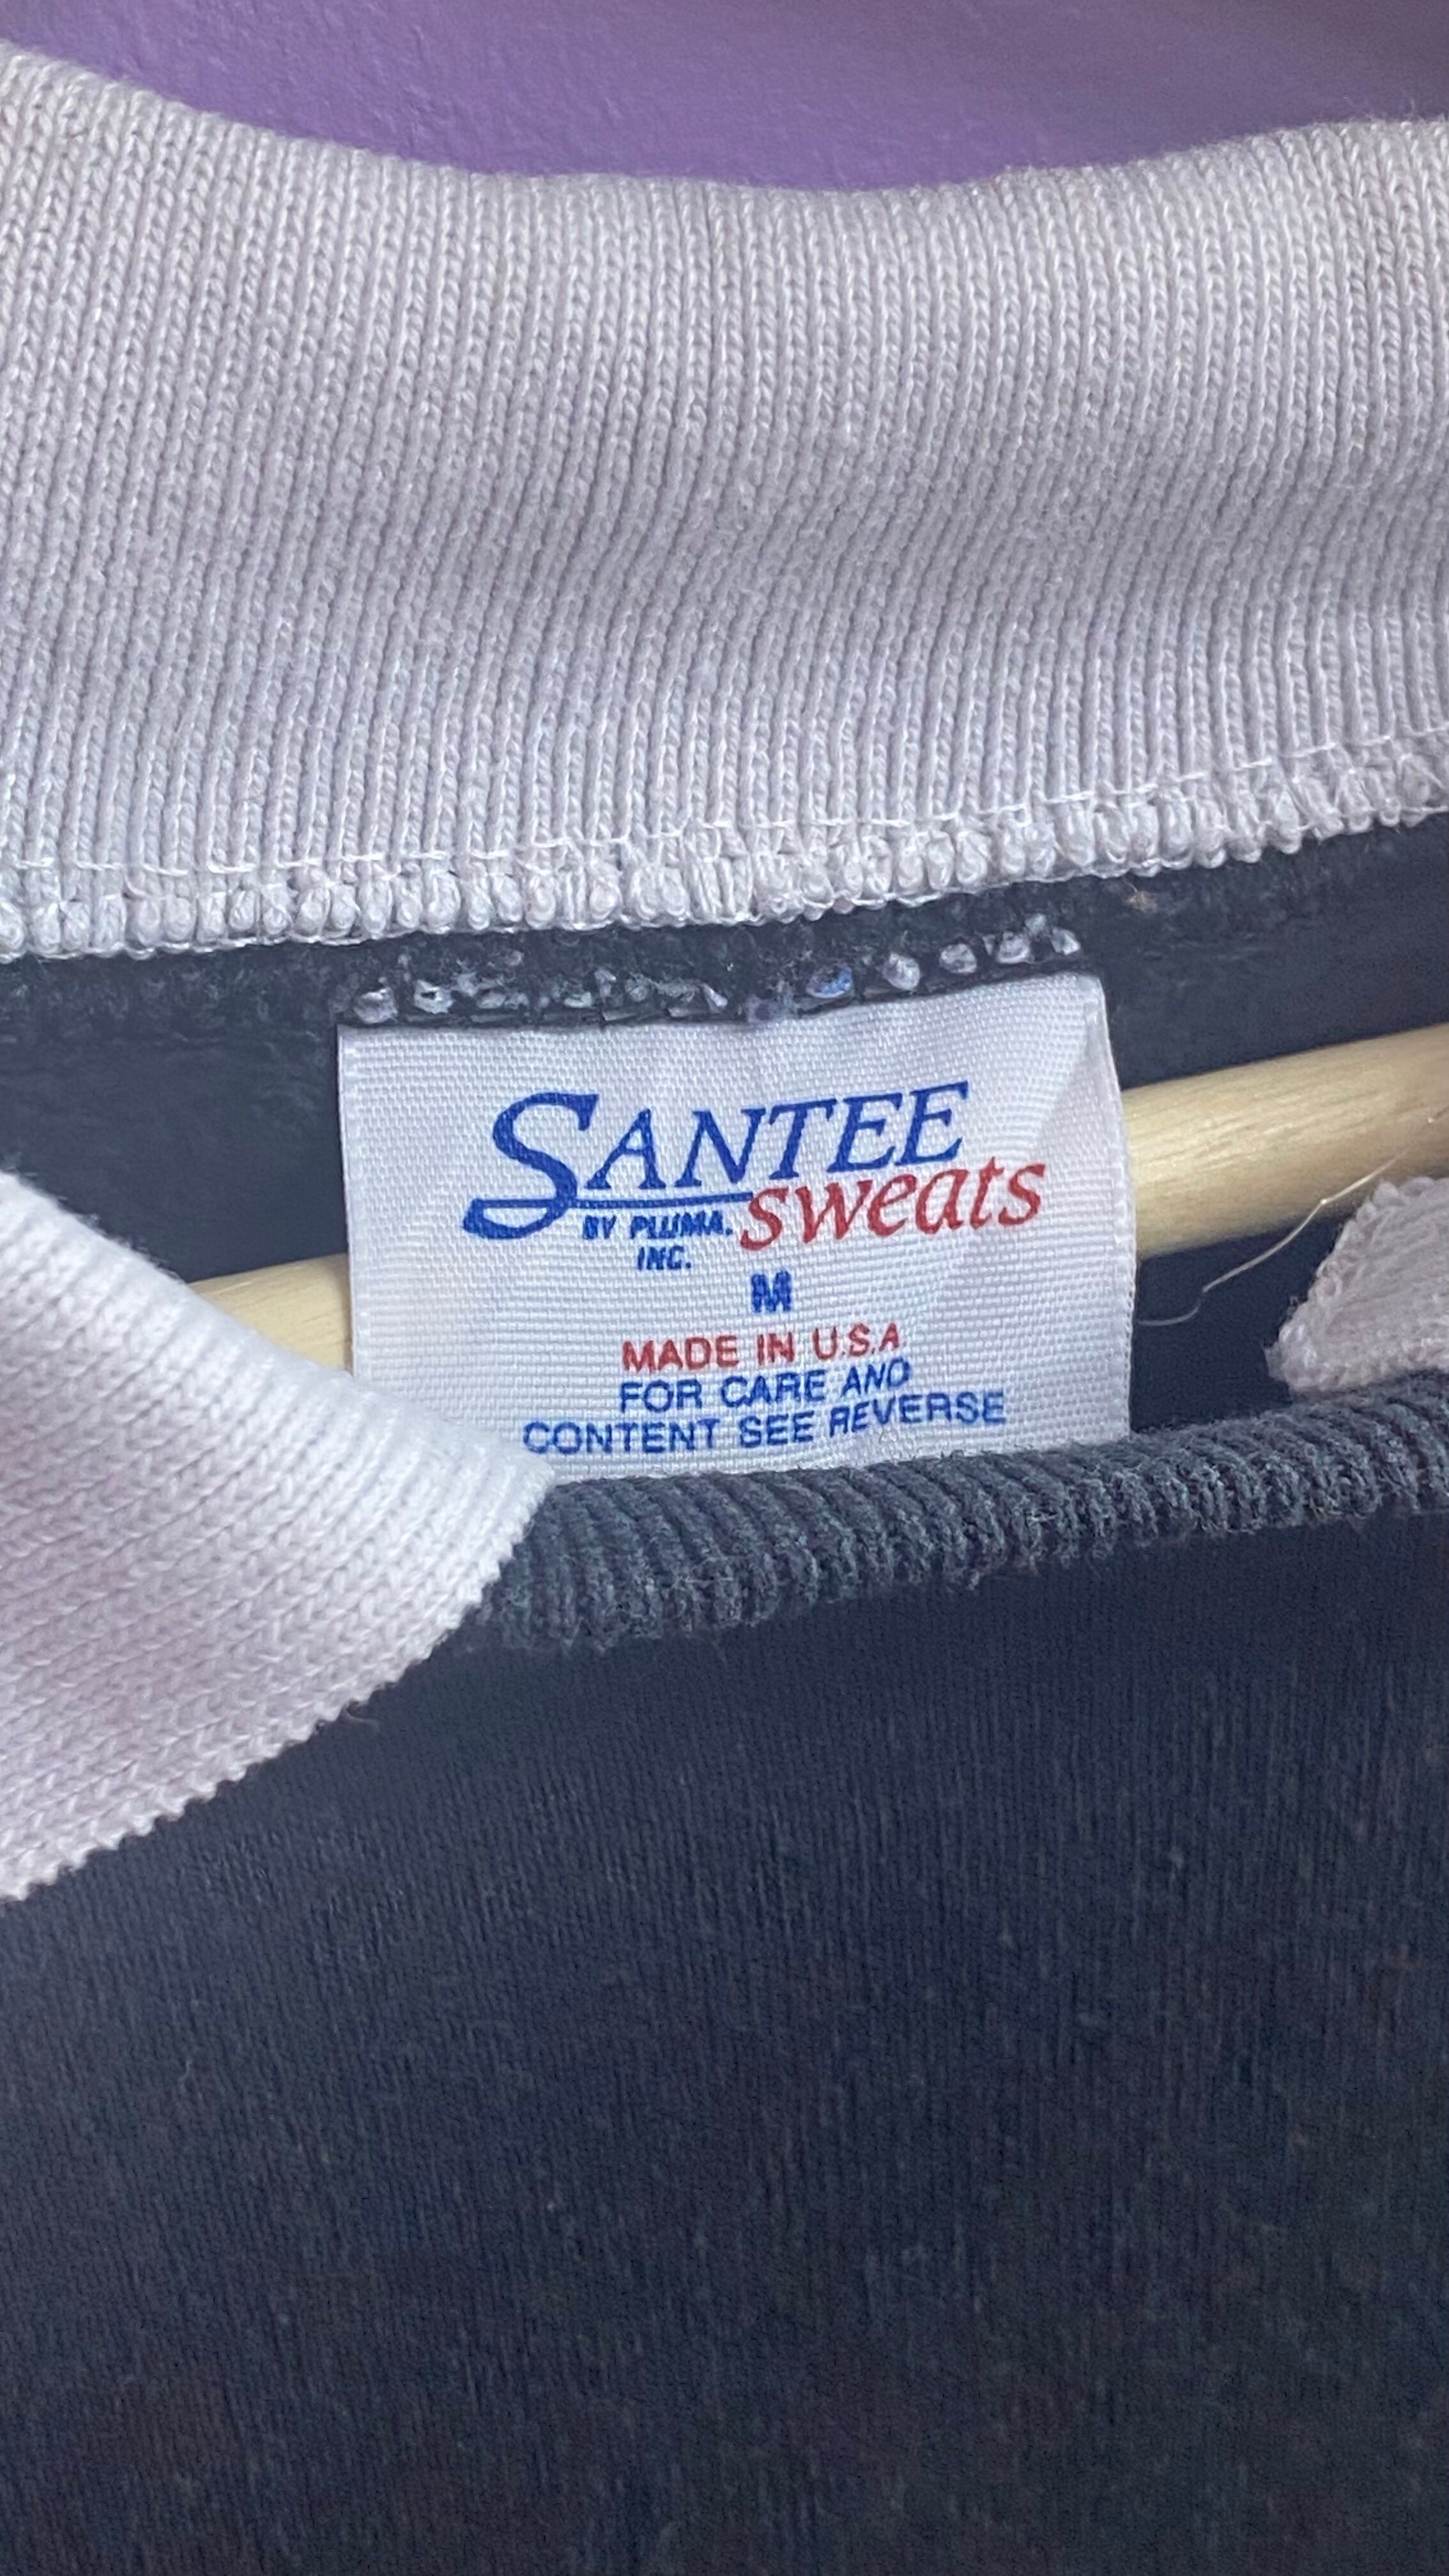 SANTEE
sweats
BY PLUMA.
INC.
M
MADE IN U.S.A
FOR CARE AND
CONTENT SEE REVERSE